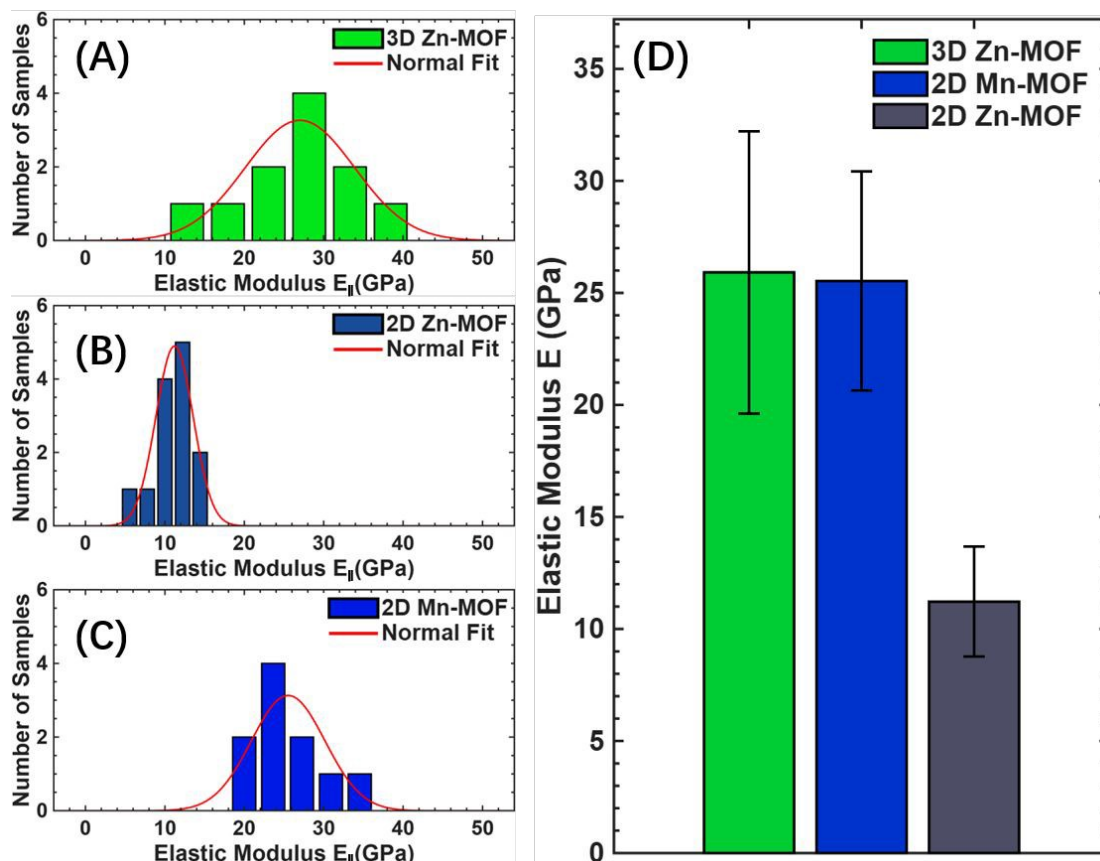 (A)
3D Zn-MOF
Normal Fit
Number of Samples
6
4
2
0
0 10 20 30 40 50
Elastic Modulus E||(GPa)
(B)
2D Zn-MOF
Normal Fit
Number of Samples
6
4
2
0
0 10 20 30 40 50
Elastic Modulus E||(GPa)
(C)
2D Mn-MOF
Normal Fit
Number of Samples
6
4
2
0
0 10 20 30 40 50
Elastic Modulus E||(GPa)
(D)
3D Zn-MOF
2D Mn-MOF
2D Zn-MOF
Elastic Modulus E (GPa)
35
30
25
20
15
10
5
0